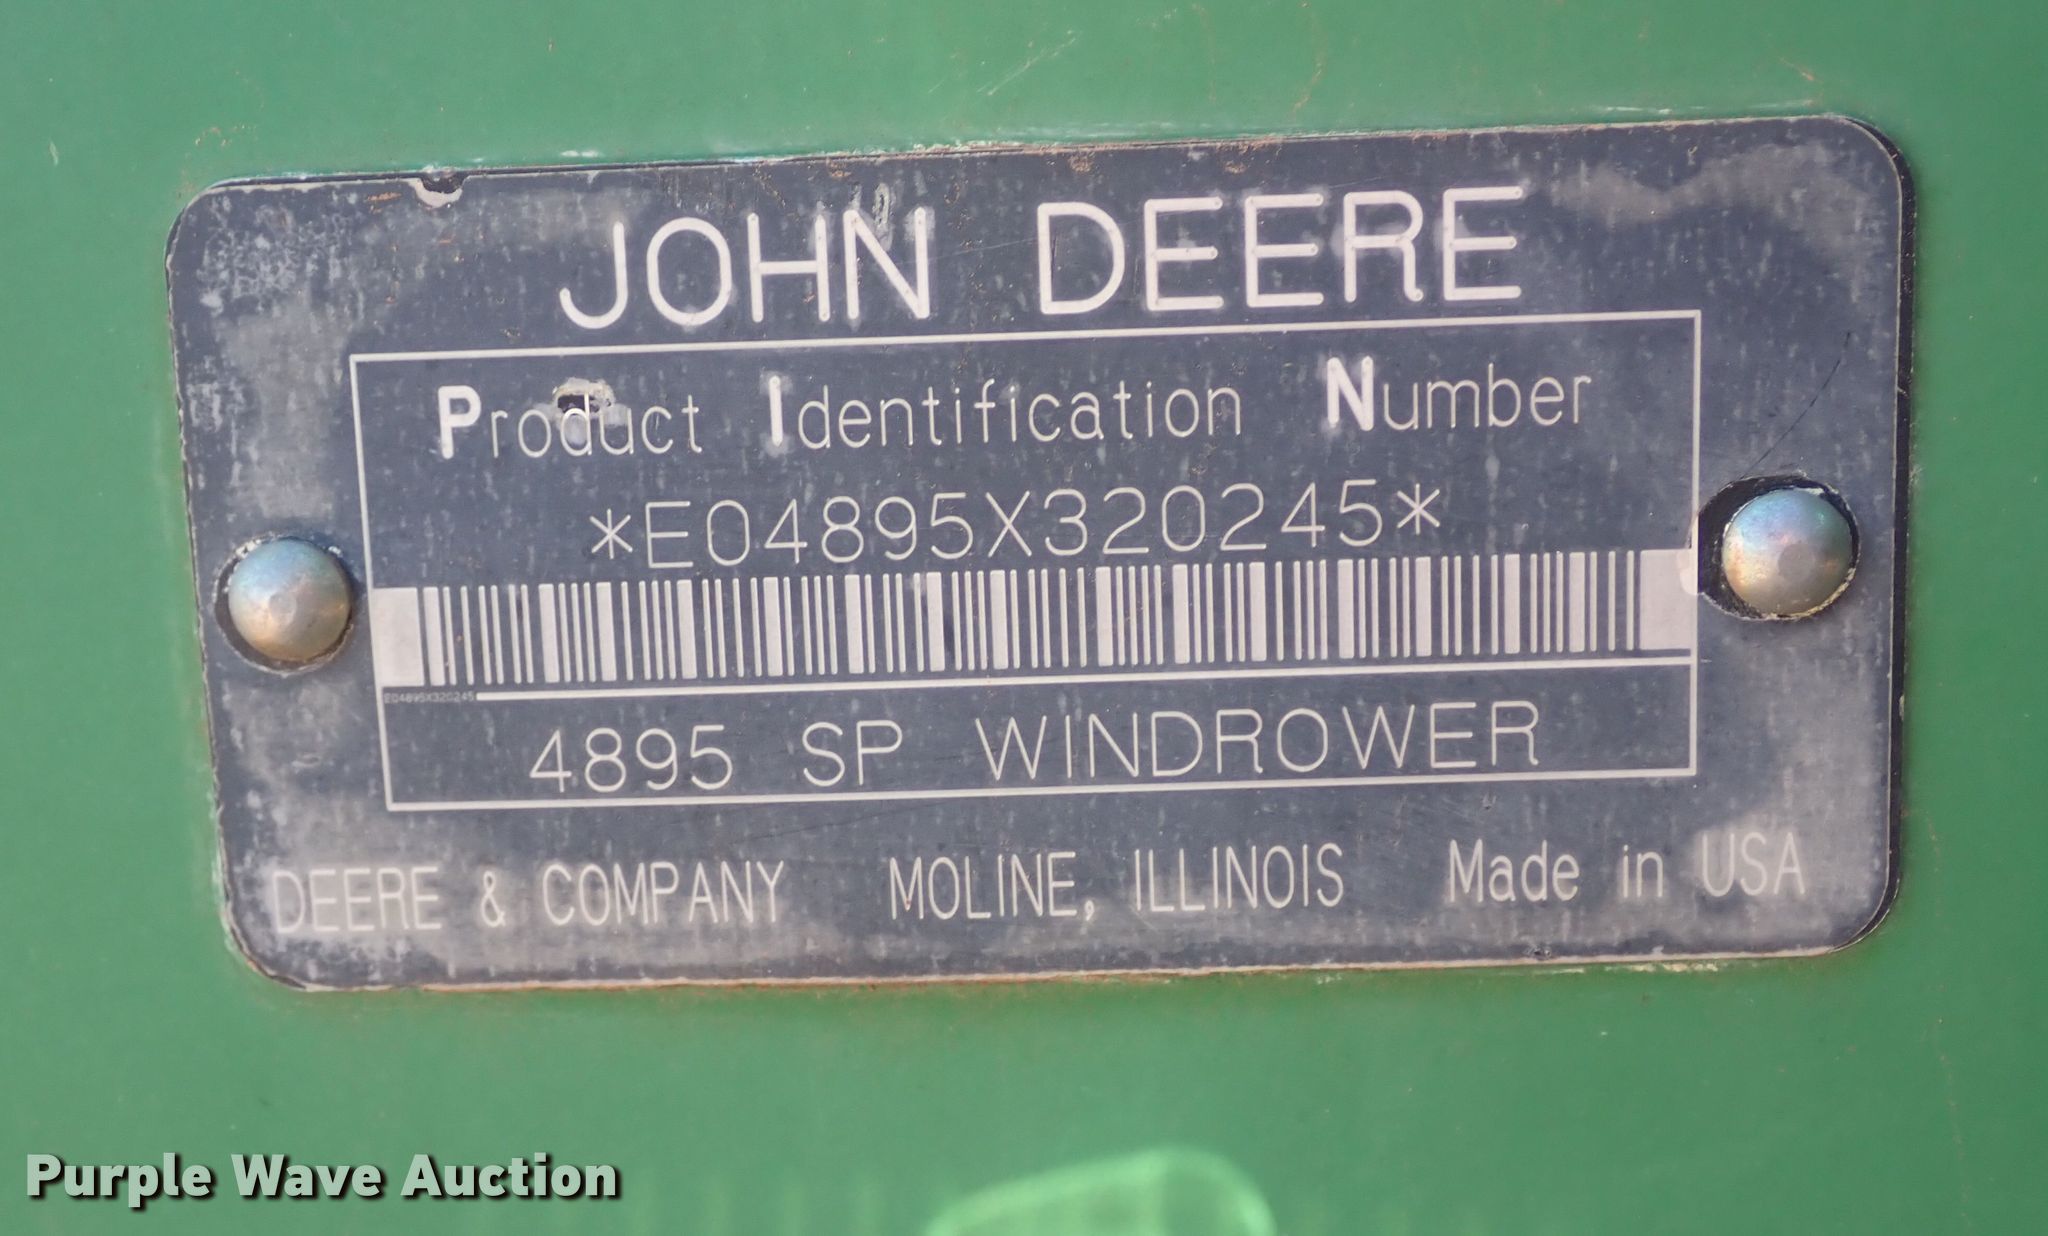 JOHN DEERE
Product Identification Number
*E04895X320245*
E04895X320245
4895 SP WINDROWER
DEERE & COMPANY MOLINE, ILLINOIS Made in USA
Purple Wave Auction